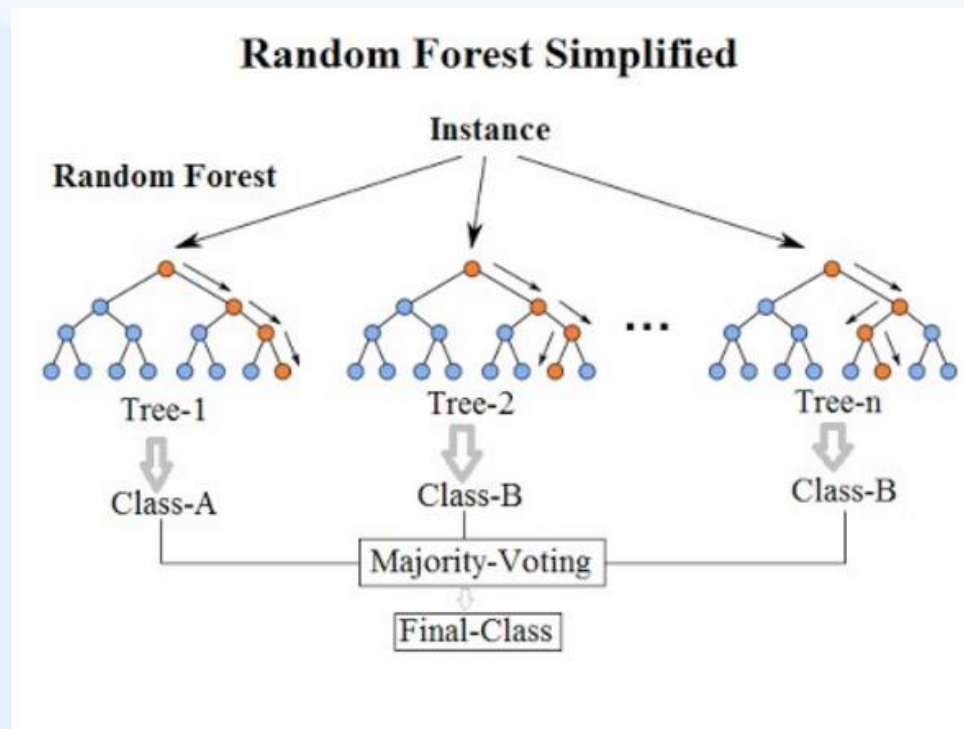 Random Forest Simplified
Instance
Random Forest
...
Tree-1
Tree-2
Tree-n
Class-A
Class-B
Class-B
Majority-Voting
Final-Class